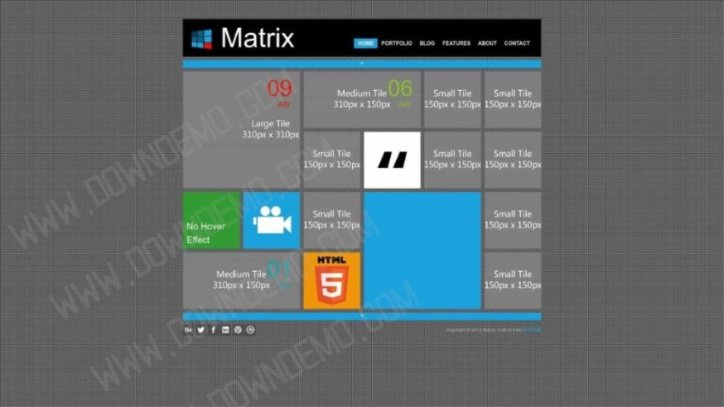 Matrix
HOME PORTFOLIO BLOG FEATURES ABOUT CONTACT
09
July
Large Tile
310px x 310px
06
July
Medium Tile
310px x 150px
Small Tile
150px x 150px
Small Tile
150px x 150px
Small Tile
150px x 150px
Small Tile
150px x 150px
Small Tile
150px x 150px
No Hover
Effect
Small Tile
150px x 150px
Small Tile
150px x 150px
01
Medium Tile
310px x 150px
HTML
5
Small Tile
150px x 150px
Copyright © 2012 Matrix.
WWW.DOWNDEMO.COM
WWW.DOWNDEMO.COM
WWW.DOWNDEMO.COM